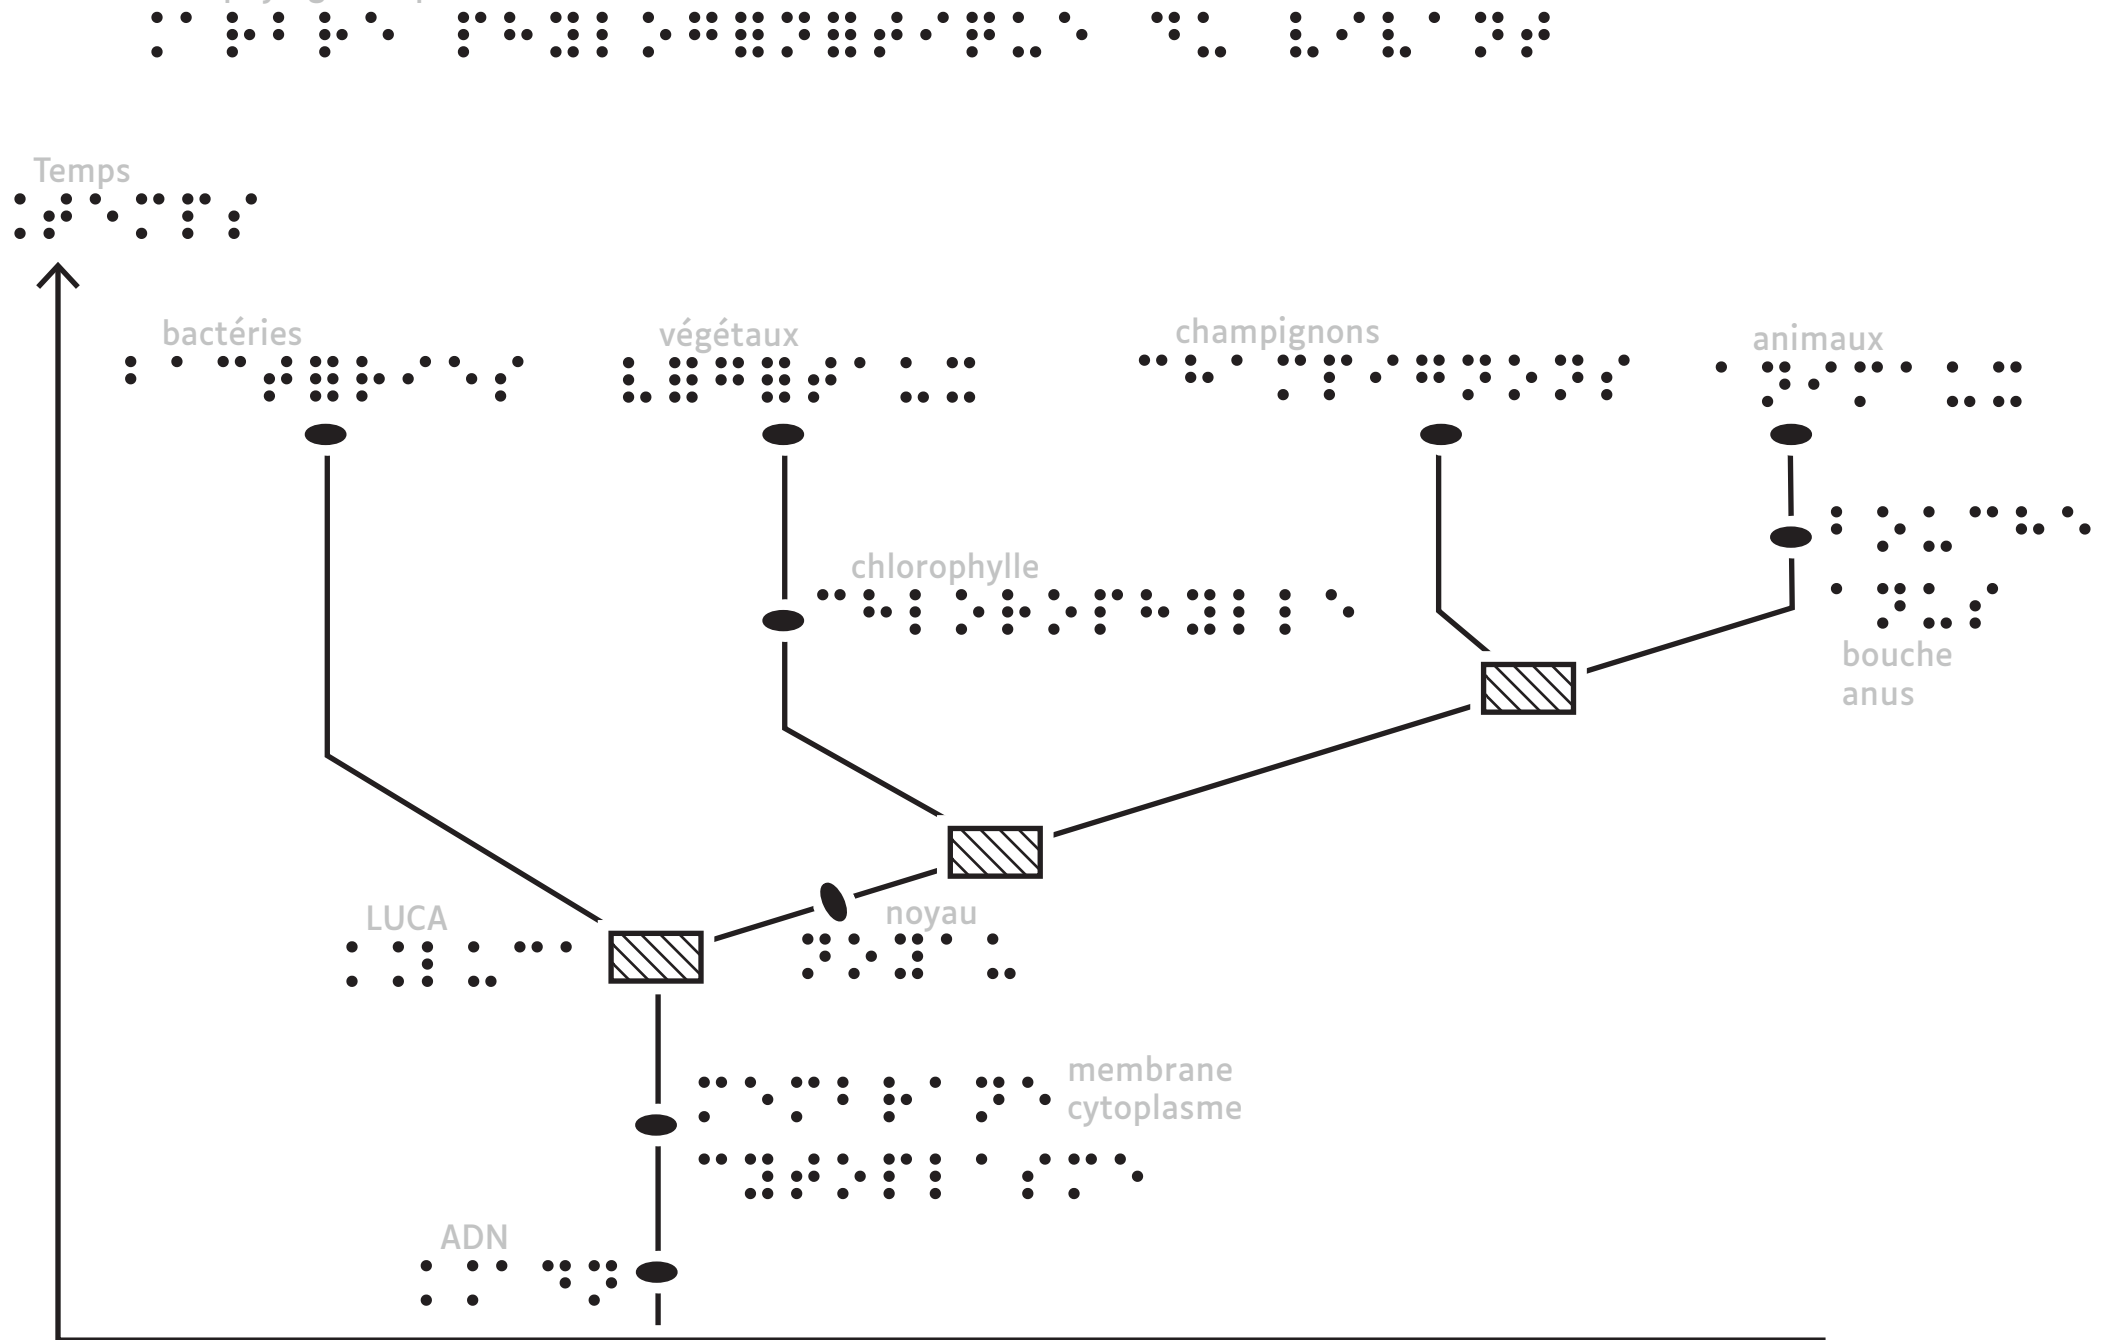 ⠨⠁⠗⠃⠗⠑ ⠏⠓⠽⠇⠕⠛⠿⠝⠿⠞⠊⠟⠥⠑ ⠙⠥ ⠧⠊⠧⠁⠝⠞
Temps
⠨⠞⠑⠍⠏⠎
bactéries
⠃⠁⠉⠞⠿⠗⠊⠑⠎
végétaux
⠧⠿⠛⠿⠞⠁⠥⠭
champignons
⠉⠓⠁⠍⠏⠊⠛⠝⠕⠝⠎
animaux
⠁⠝⠊⠍⠁⠥⠭
⠃⠕⠥⠉⠓⠑
⠁⠝⠥⠎
bouche
anus
chlorophylle
⠉⠓⠇⠕⠗⠕⠏⠓⠽⠇⠇⠑
LUCA
⠨⠨⠇⠥⠉⠁
noyau
⠝⠕⠽⠁⠥
membrane
cytoplasme
⠍⠑⠍⠃⠗⠁⠝⠑
⠉⠽⠞⠕⠏⠇⠁⠎⠍⠑
ADN
⠨⠨⠁⠙⠝